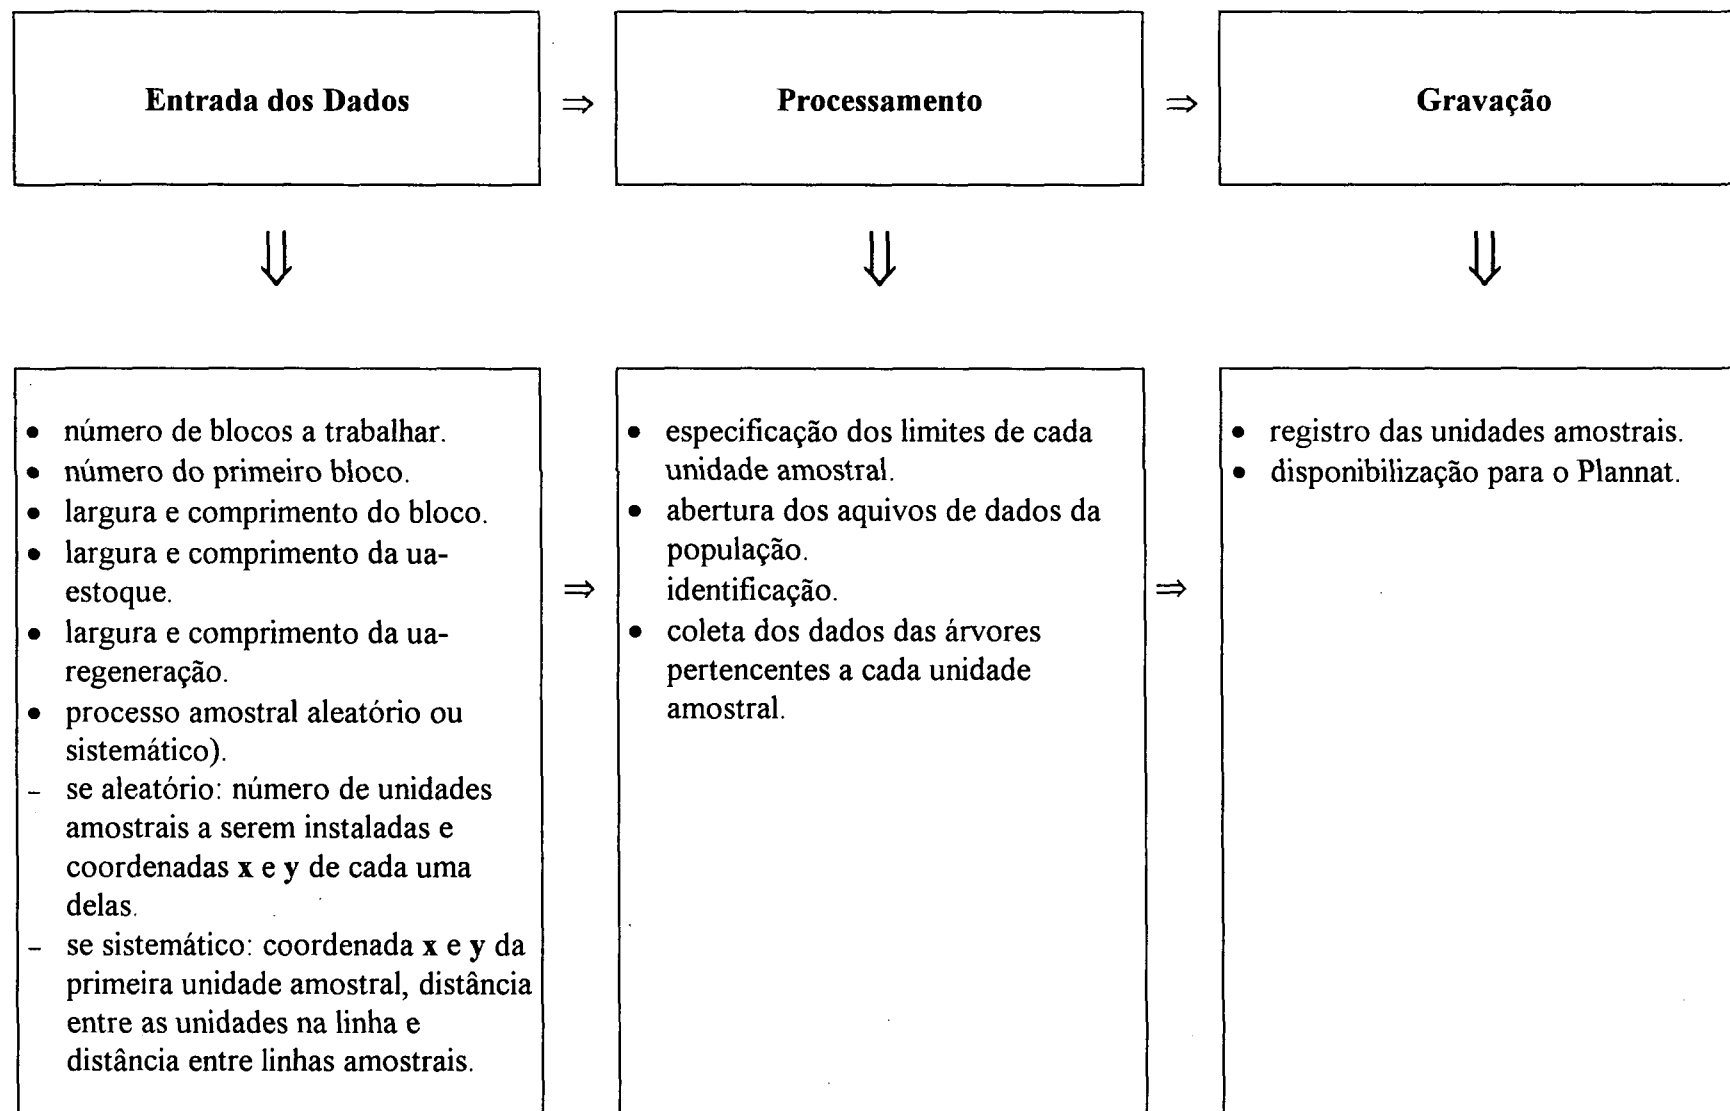 Entrada dos Dados
⇒
Processamento
⇒
Gravação
⇓
⇓
⇓
• número de blocos a trabalhar.
• número do primeiro bloco.
• largura e comprimento do bloco.
• largura e comprimento da ua-
estoque.
• largura e comprimento da ua-
regeneração.
• processo amostral aleatório ou
sistemático).
– se aleatório: número de unidades
amostrais a serem instaladas e
coordenadas x e y de cada uma
delas.
– se sistemático: coordenada x e y da
primeira unidade amostral, distância
entre as unidades na linha e
distância entre linhas amostrais.
⇒
• especificação dos limites de cada
unidade amostral.
• abertura dos aquivos de dados da
população.
identificação.
• coleta dos dados das árvores
pertencentes a cada unidade
amostral.
⇒
• registro das unidades amostrais.
• disponibilização para o Plannat.